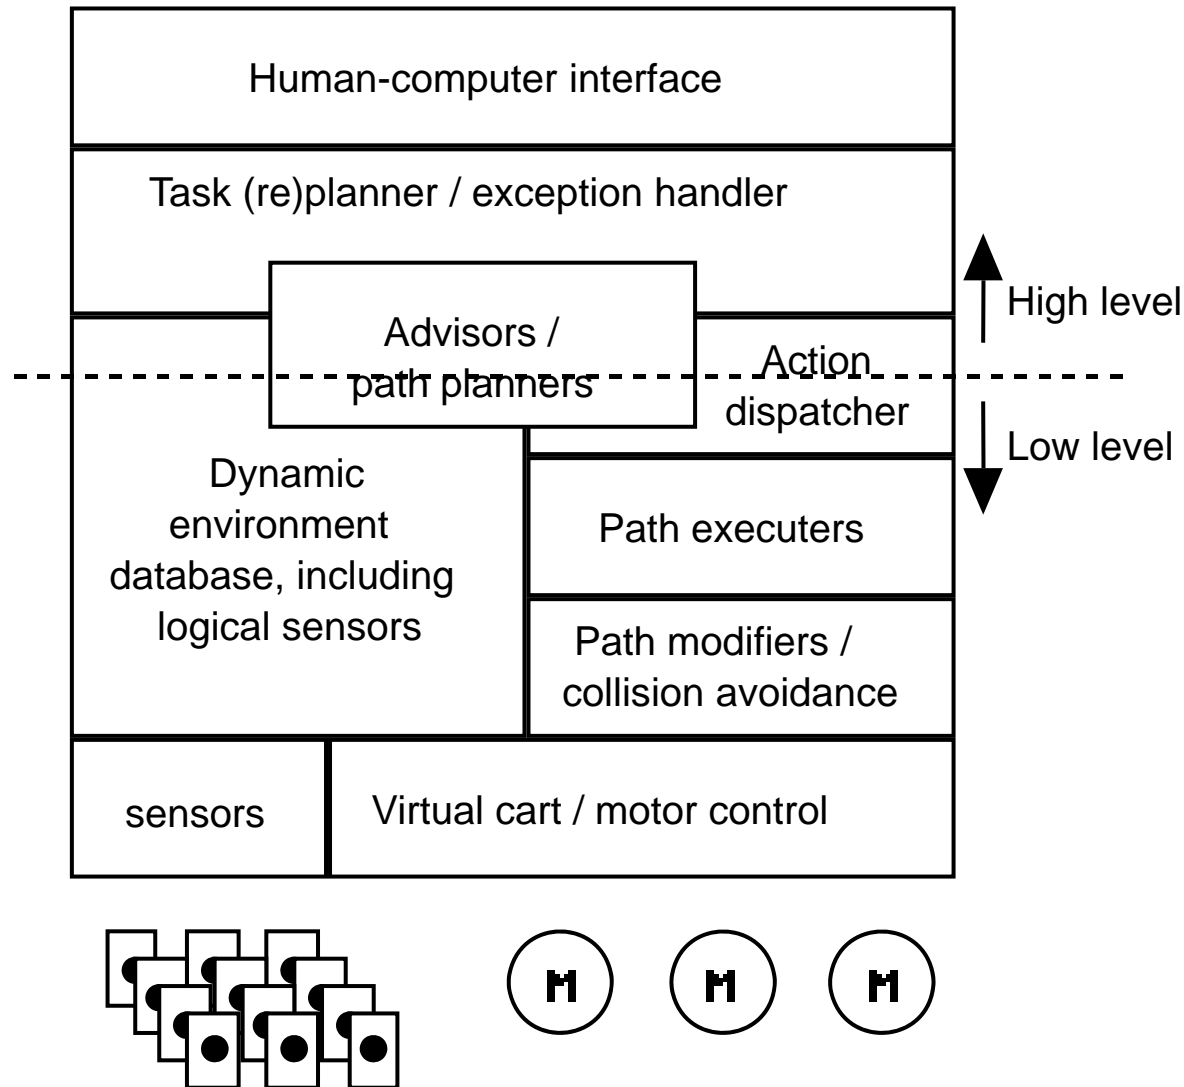 Human-computer interface
Task (re)planner / exception handler
High level
Advisors /
path planners
Action
dispatcher
Low level
Dynamic
environment
database, including
logical sensors
Path executers
Path modifiers /
collision avoidance
sensors
Virtual cart / motor control
M
M
M